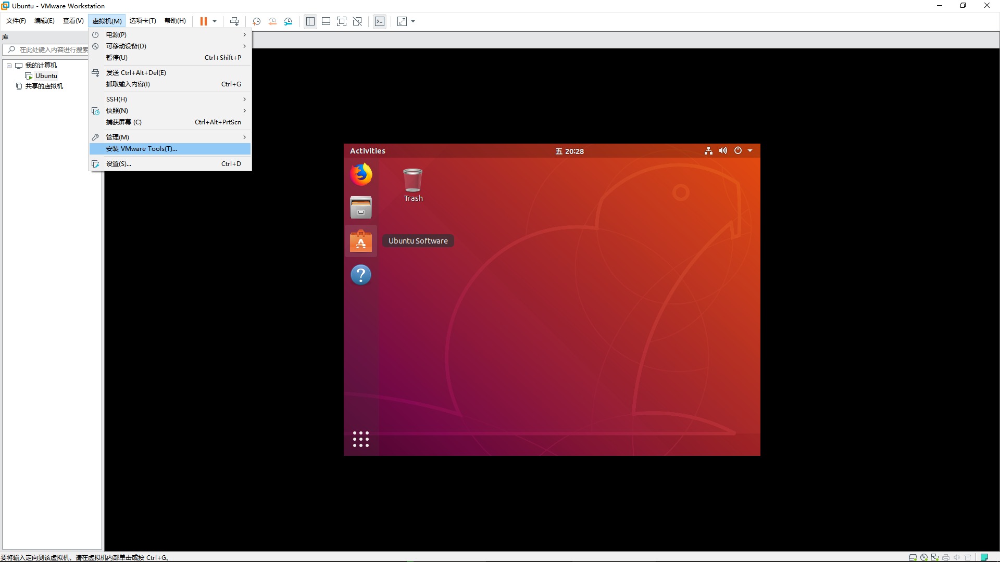 Ubuntu - VMware Workstation
文件(F) 编辑(E) 查看(V) 虚拟机(M) 选项卡(T) 帮助(H)
库
在此处键入内容进行搜索
我的计算机
Ubuntu
共享的虚拟机
电源(P)
可移动设备(D)
暂停(U) Ctrl+Shift+P
发送 Ctrl+Alt+Del(E)
抓取输入内容(I) Ctrl+G
SSH(H)
快照(N)
捕获屏幕 (C) Ctrl+Alt+PrtScn
管理(M)
安装 VMware Tools(T)...
设置(S)... Ctrl+D
Activities 五 20:28
Trash
Ubuntu Software
要将输入定向到该虚拟机，请在虚拟机内部单击或按 Ctrl+G。